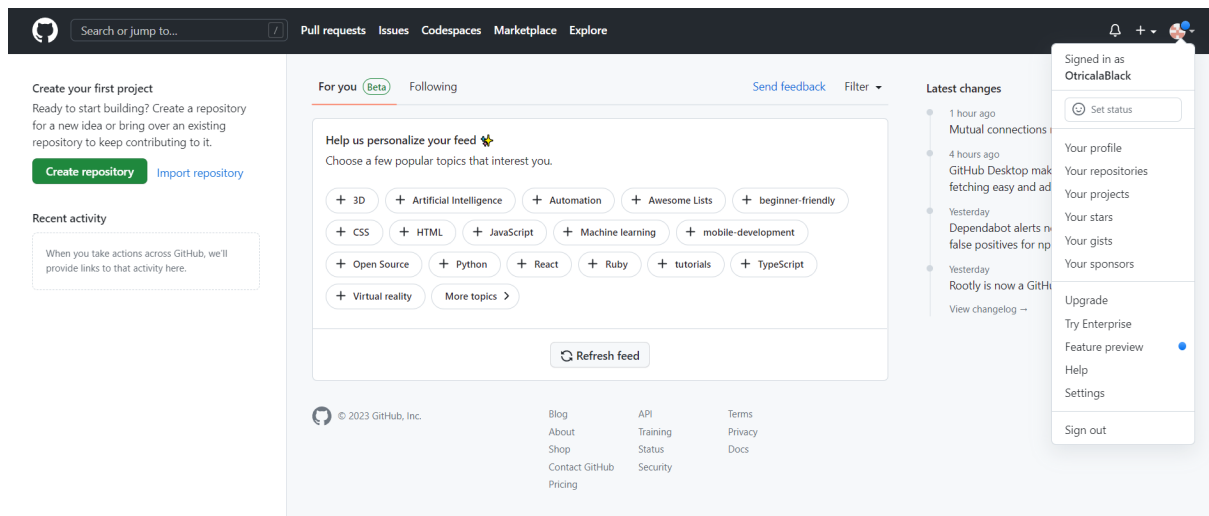 Search or jump to... /
Pull requests Issues Codespaces Marketplace Explore
Create your first project
Ready to start building? Create a repository
for a new idea or bring over an existing
repository to keep contributing to it.
Create repository Import repository
Recent activity
When you take actions across GitHub, we'll
provide links to that activity here.
For you Beta Following Send feedback Filter
Help us personalize your feed ✨
Choose a few popular topics that interest you.
+ 3D + Artificial Intelligence + Automation + Awesome Lists + beginner-friendly
+ CSS + HTML + JavaScript + Machine learning + mobile-development
+ Open Source + Python + React + Ruby + tutorials + TypeScript
+ Virtual reality More topics >
Refresh feed
© 2023 GitHub, Inc.
Blog
About
Shop
Contact GitHub
Pricing
API
Training
Status
Security
Terms
Privacy
Docs
Latest changes
1 hour ago
Mutual connections
4 hours ago
GitHub Desktop mak
fetching easy and ad
Yesterday
Dependabot alerts n
false positives for np
Yesterday
Rootly is now a GitHu
View changelog →
Signed in as
OtricalaBlack
Set status
Your profile
Your repositories
Your projects
Your stars
Your gists
Your sponsors
Upgrade
Try Enterprise
Feature preview
Help
Settings
Sign out